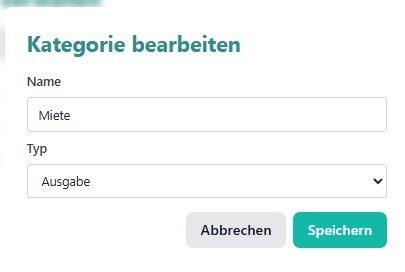 Kategorie bearbeiten
Name
Miete
Typ
Ausgabe
Abbrechen Speichern